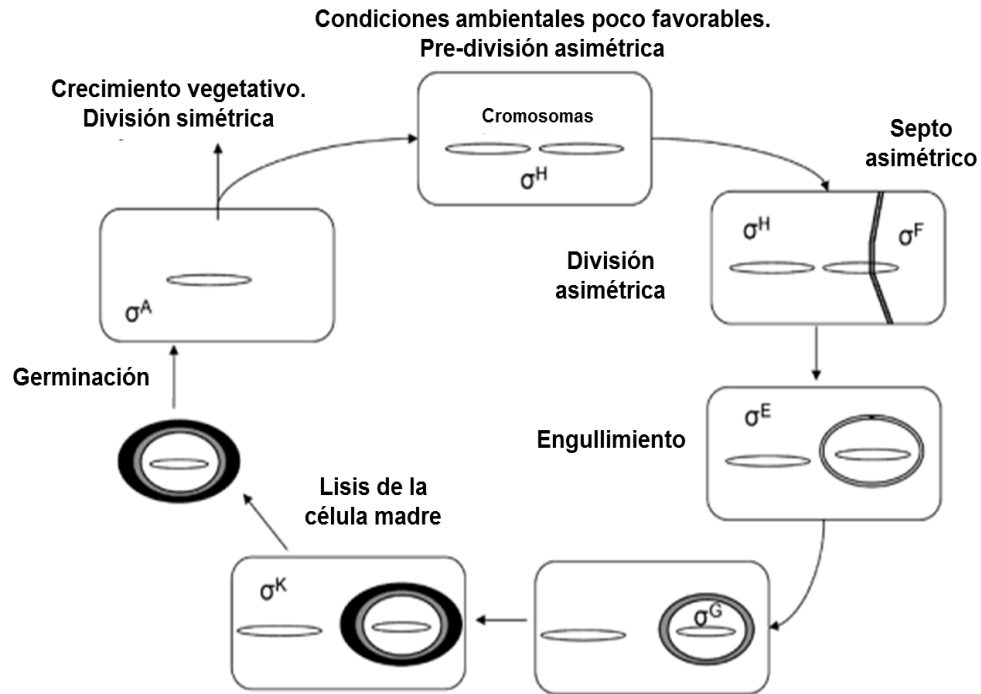 Condiciones ambientales poco favorables.
Pre-división asimétrica
Crecimiento vegetativo.
División simétrica
Cromosomas
σH
Septo
asimétrico
σH
σF
División
asimétrica
σA
Germinación
σE
Engullimiento
Lisis de la
célula madre
σK
σG